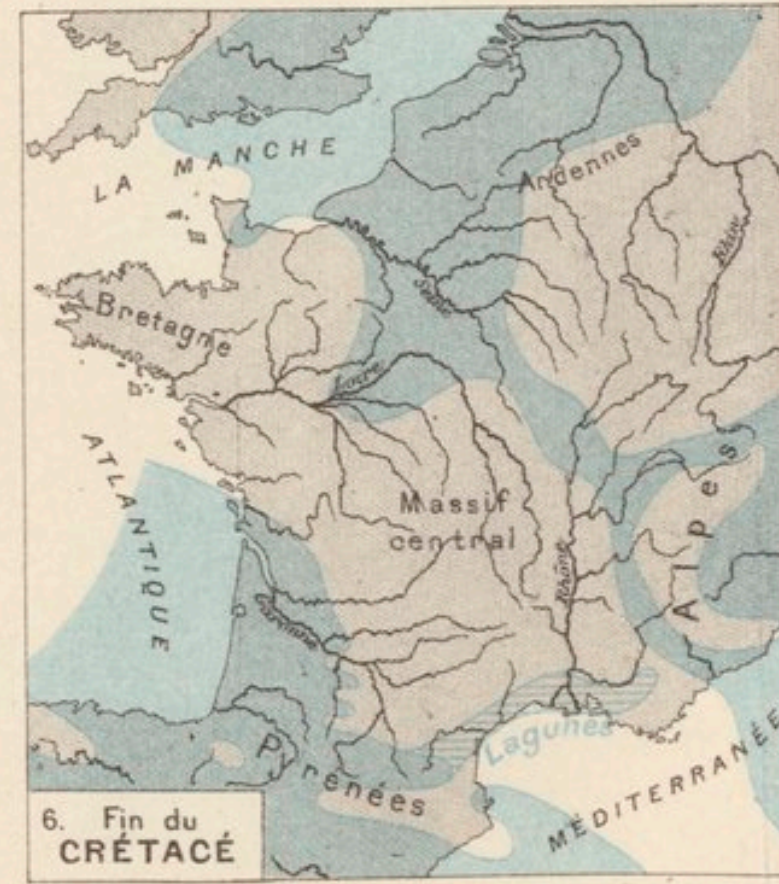 LA MANCHE
Ardennes
Rhin
Seine
Bretagne
Loire
ATLANTIQUE
Massif
central
Alpes
Rhône
Garonne
Lagunes
Pyrénées
MÉDITERRANÉE
6. Fin du
CRÉTACÉ